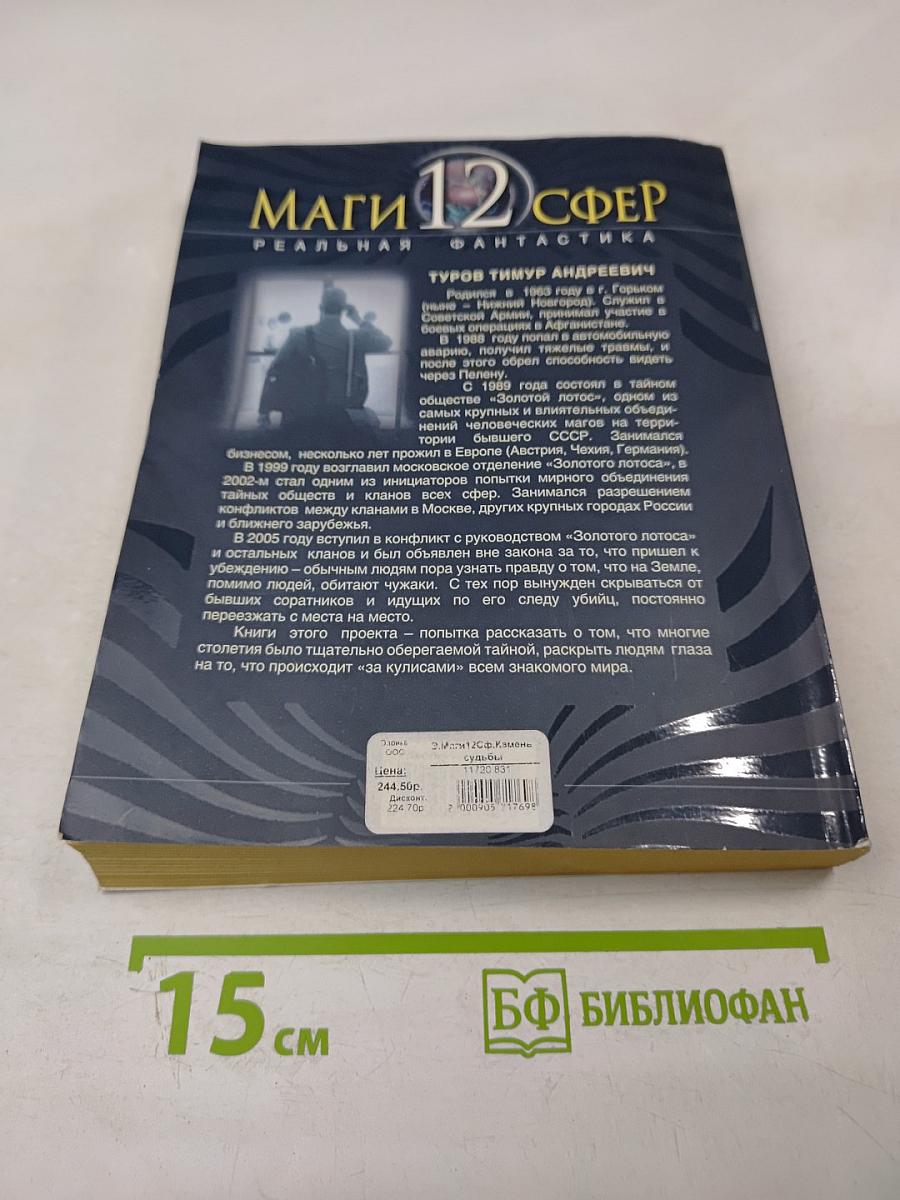 МАГИ 12 СФЕР
РЕАЛЬНАЯ ФАНТАСТИКА
ТУРОВ ТИМУР АНДРЕЕВИЧ
Родился в 1963 году в г. Горьком
(ныне – Нижний Новгород). Служил в
Советской Армии, принимал участие в
боевых операциях в Афганистане.
В 1988 году попал в автомобильную
аварию, получил тяжелые травмы, и
после этого обрел способность видеть
через Пелену.
С 1989 года состоял в тайном
обществе «Золотой лотос», одном из
самых крупных и влиятельных объеди-
нений человеческих магов на терри-
тории бывшего СССР. Занимался
бизнесом, несколько лет прожил в Европе (Австрия, Чехия, Германия).
В 1999 году возглавил московское отделение «Золотого лотоса», в
2002-м стал одним из инициаторов попытки мирного объединения
тайных обществ и кланов всех сфер. Занимался разрешением
конфликтов между кланами в Москве, других крупных городах России
и ближнего зарубежья.
В 2005 году вступил в конфликт с руководством «Золотого лотоса»
и остальных кланов и был объявлен вне закона за то, что пришел к
убеждению – обычным людям пора узнать правду о том, что на Земле,
помимо людей, обитают чужаки. С тех пор вынужден скрываться от
бывших соратников и идущих по его следу убийц, постоянно
переезжать с места на место.
Книги этого проекта – попытка рассказать о том, что многие
столетия было тщательно оберегаемой тайной, раскрыть людям глаза
на то, что происходит «за кулисами» всем знакомого мира.
ООО
Э.Маги12Сф.Камень
судьбы
Цена:
11720 831
244.50р.
Дисконт.
224.70р
15 см
БФ БИБЛИОФАН